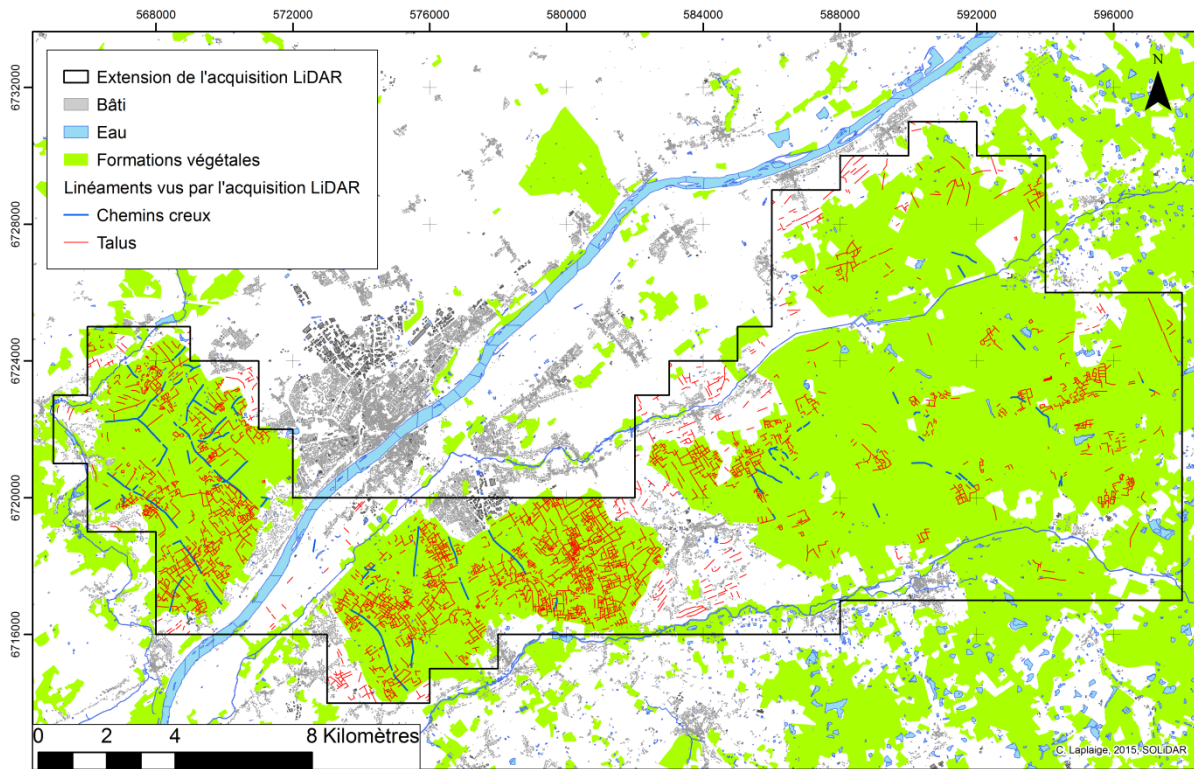 568000 572000 576000 580000 584000 588000 592000 596000
6732000
6728000
6724000
6720000
6716000
N
Extension de l'acquisition LiDAR
Bâti
Eau
Formations végétales
Linéaments vus par l'acquisition LiDAR
Chemins creux
Talus
0 2 4 8 Kilomètres
C. Laplaige, 2015, SOLiDAR